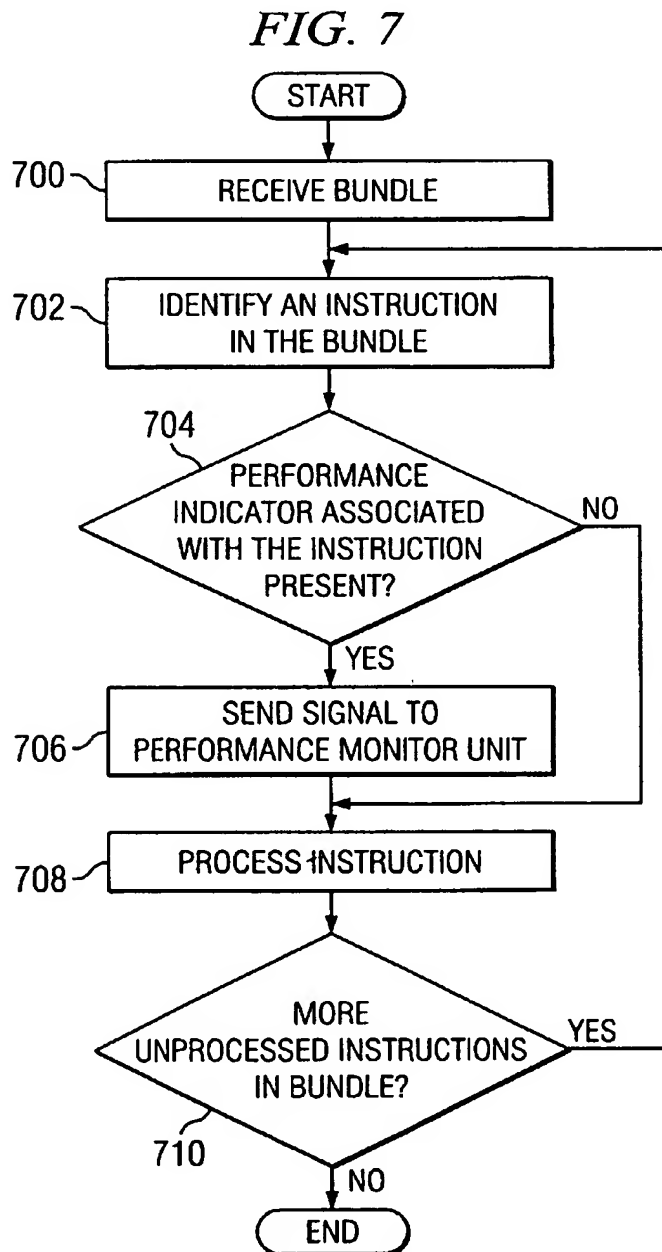 FIG. 7
START
700
RECEIVE BUNDLE
702
IDENTIFY AN INSTRUCTION
IN THE BUNDLE
704
PERFORMANCE
INDICATOR ASSOCIATED
WITH THE INSTRUCTION
PRESENT?
NO
YES
706
SEND SIGNAL TO
PERFORMANCE MONITOR UNIT
708
PROCESS INSTRUCTION
MORE
UNPROCESSED INSTRUCTIONS
IN BUNDLE?
YES
710
NO
END